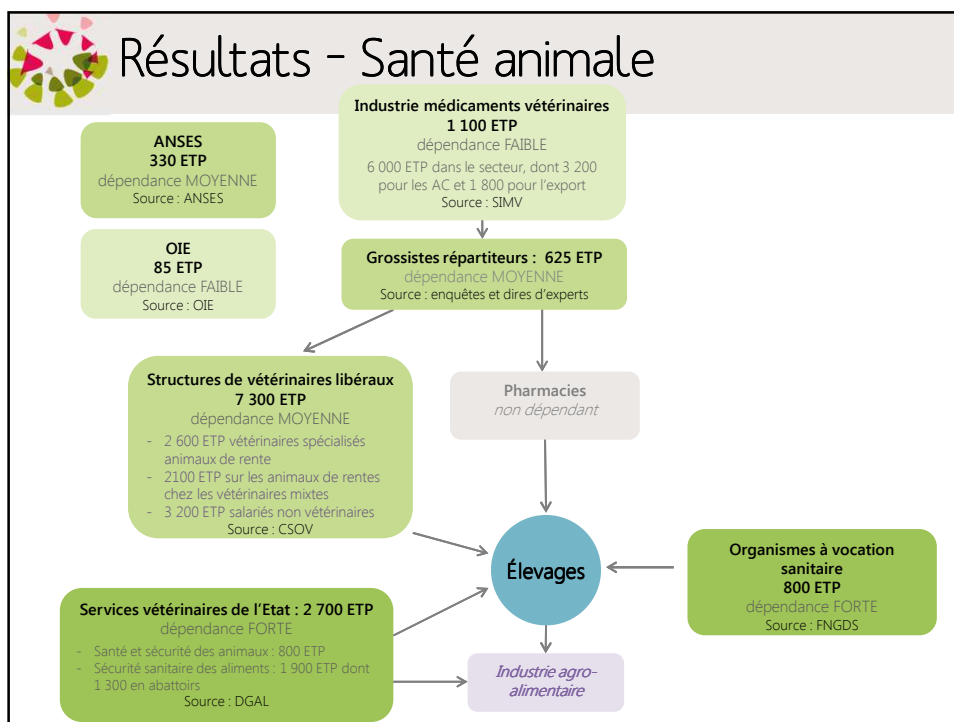 Résultats - Santé animale
Industrie médicaments vétérinaires
1 100 ETP
dépendance FAIBLE
6 000 ETP dans le secteur, dont 3 200
pour les AC et 1 800 pour l'export
Source : SIMV
ANSES
330 ETP
dépendance MOYENNE
Source : ANSES
OIE
85 ETP
dépendance FAIBLE
Source : OIE
Grossistes répartiteurs : 625 ETP
dépendance MOYENNE
Source : enquêtes et dires d'experts
Structures de vétérinaires libéraux
7 300 ETP
dépendance MOYENNE
- 2 600 ETP vétérinaires spécialisés
animaux de rente
- 2100 ETP sur les animaux de rentes
chez les vétérinaires mixtes
- 3 200 ETP salariés non vétérinaires
Source : CSOV
Pharmacies
non dépendant
Élevages
Organismes à vocation
sanitaire
800 ETP
dépendance FORTE
Source : FNGDS
Services vétérinaires de l'Etat : 2 700 ETP
dépendance FORTE
- Santé et sécurité des animaux : 800 ETP
- Sécurité sanitaire des aliments : 1 900 ETP dont
1 300 en abattoirs
Source : DGAL
Industrie agro-
alimentaire